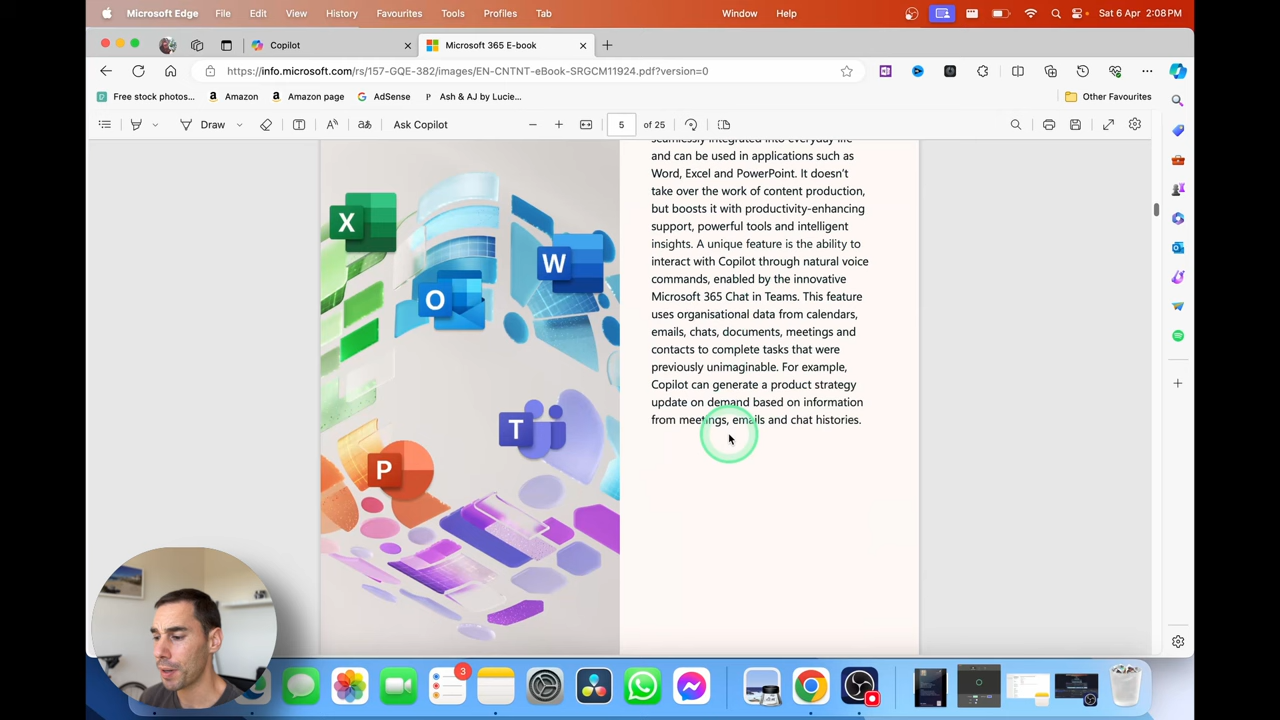 Microsoft Edge File Edit View History Favourites Tools Profiles Tab Window Help Sat 6 Apr 2:08 PM
Copilot Microsoft 365 E-book
https://info.microsoft.com/rs/157-GQE-382/images/EN-CNTNT-eBook-SRGCM11924.pdf?version=0
Free stock photos... Amazon Amazon page AdSense Ash & AJ by Lucie... Other Favourites
Draw Ask Copilot 5 of 25
seamlessly integrated into everyday life
and can be used in applications such as
Word, Excel and PowerPoint. It doesn't
take over the work of content production,
but boosts it with productivity-enhancing
support, powerful tools and intelligent
insights. A unique feature is the ability to
interact with Copilot through natural voice
commands, enabled by the innovative
Microsoft 365 Chat in Teams. This feature
uses organisational data from calendars,
emails, chats, documents, meetings and
contacts to complete tasks that were
previously unimaginable. For example,
Copilot can generate a product strategy
update on demand based on information
from meetings, emails and chat histories.
X
W
O
T
P
3